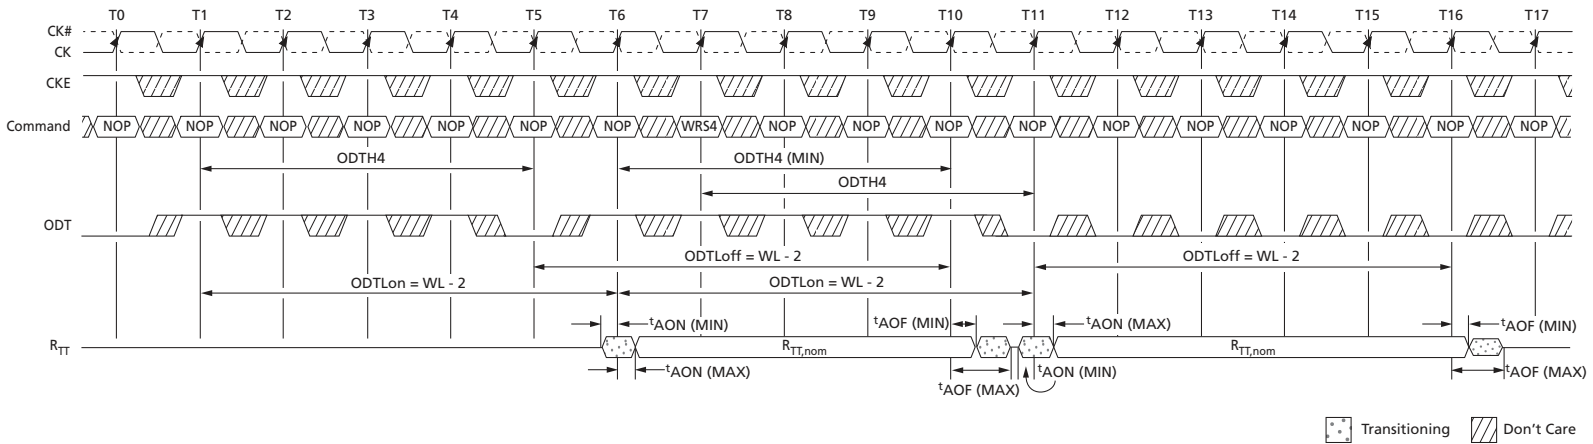 T0 T1 T2 T3 T4 T5 T6 T7 T8 T9 T10 T11 T12 T13 T14 T15 T16 T17
CK#
CK
CKE
Command NOP NOP NOP NOP NOP NOP NOP WRS4 NOP NOP NOP NOP NOP NOP NOP NOP NOP NOP
ODTH4 ODTH4 (MIN)
ODTH4
ODT
ODTLoff = WL - 2 ODTLoff = WL - 2
ODTLon = WL - 2 ODTLon = WL - 2
tAON (MIN) tAOF (MIN) tAON (MAX) tAOF (MIN)
RTT RTT,nom RTT,nom
tAON (MAX) tAOF (MAX) tAON (MIN) tAOF (MAX)
Transitioning Don't Care